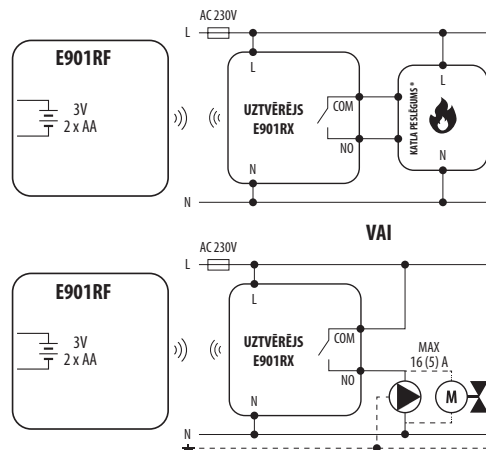 AC 230V
L
E901RF
3V
2 x AA
L
UZTVĒRĒJS
E901RX
COM
NO
N
L
KATLA PESLĒGUMS *
N
N
VAI
AC 230V
L
E901RF
3V
2 x AA
L
UZTVĒRĒJS
E901RX
COM
NO
N
MAX
16 (5) A
M
N